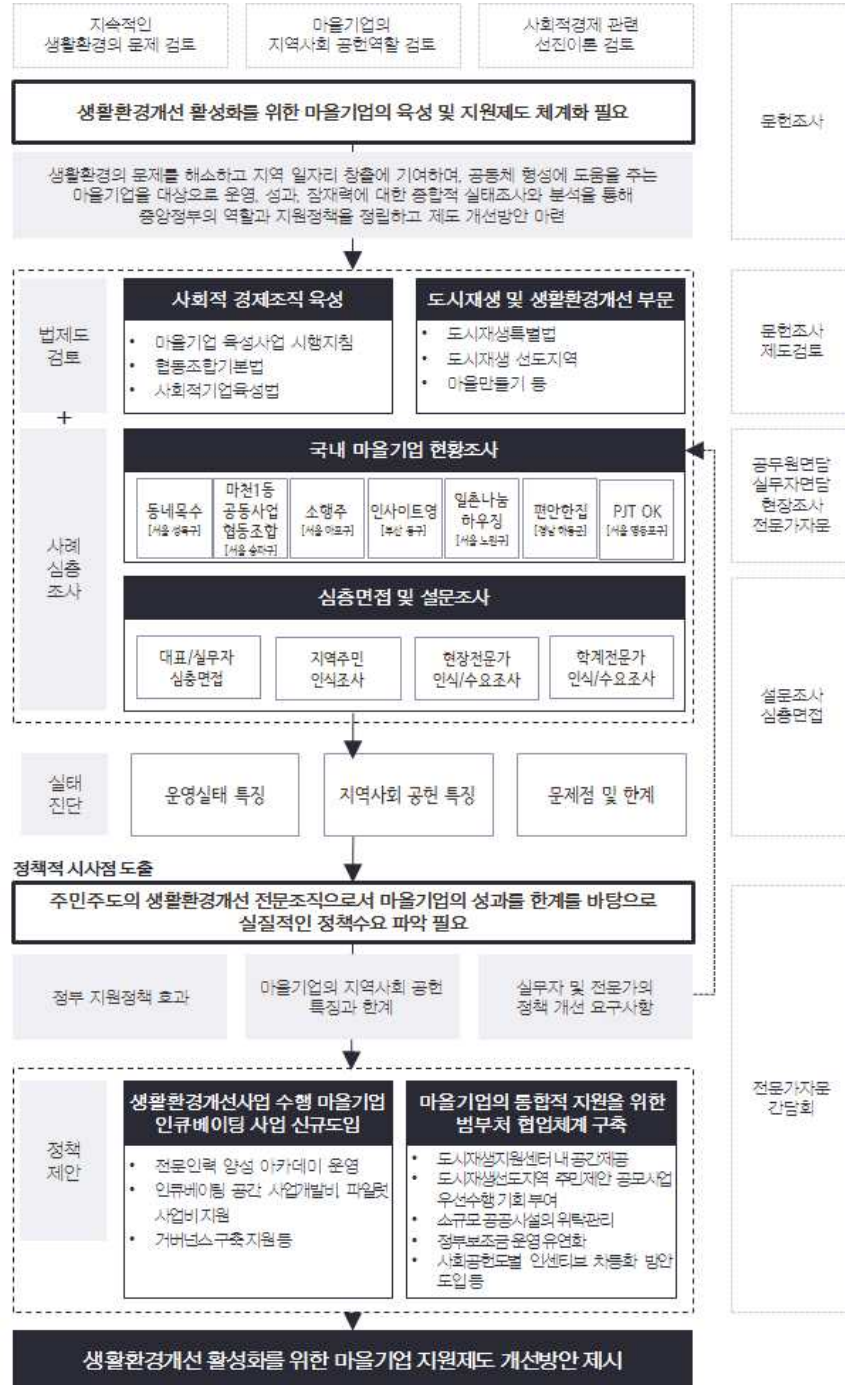 지속적인
생활환경의 문제 검토
마을기업의
지역사회 공헌역할 검토
사회적경제 관련
선진이론 검토
생활환경개선 활성화를 위한 마을기업의 육성 및 지원제도 체계화 필요
문헌조사
생활환경의 문제를 해소하고 지역 일자리 창출에 기여하며, 공동체 형성에 도움을 주는
마을기업을 대상으로 운영, 성과, 잠재력에 대한 종합적 실태조사와 분석을 통해
중앙정부의 역할과 지원정책을 정립하고 제도 개선방안 마련
법제도
검토
사회적 경제조직 육성
• 마을기업 육성사업 시행지침
• 협동조합기본법
• 사회적기업육성법
도시재생 및 생활환경개선 부문
• 도시재생특별법
• 도시재생 선도지역
• 마을만들기 등
문헌조사
제도검토
+
사례
심층
조사
국내 마을기업 현황조사
동네목수
[서울 성북구]
마천1동
공동사업
협동조합
[서울 송파구]
소행주
[서울 마포구]
인사이트영
[부산 동구]
일촌나눔
하우징
[서울 노원구]
편안한집
[경남 하동군]
PJT OK
[서울 영등포구]
공무원면담
실무자면담
현장조사
전문가자문
심층면접 및 설문조사
대표/실무자
심층면접
지역주민
인식조사
현장전문가
인식/수요조사
학계전문가
인식/수요조사
설문조사
심층면접
실태
진단
운영실태 특징
지역사회 공헌 특징
문제점 및 한계
정책적 시사점 도출
주민주도의 생활환경개선 전문조직으로서 마을기업의 성과를 한계를 바탕으로
실질적인 정책수요 파악 필요
정부 지원정책 효과
마을기업의 지역사회 공헌
특징과 한계
실무자 및 전문가의
정책 개선 요구사항
정책
제안
생활환경개선사업 수행 마을기업
인큐베이팅 사업 신규도입
• 전문인력 양성 아카데미 운영
• 인큐베이팅 공간, 사업개발비, 파일럿
사업비 지원
• 거버넌스 구축 지원 등
마을기업의 통합적 지원을 위한
범부처 협업체계 구축
• 도시재생지원센터 내 공간제공
• 도시재생선도지역 주민제안 공모사업
우선수행 기회 부여
• 소규모 공공시설의 위탁관리
• 정부보조금 운영 유연화
• 사회공헌도별 인센티브 차등화 방안
도입 등
전문가자문
간담회
생활환경개선 활성화를 위한 마을기업 지원제도 개선방안 제시